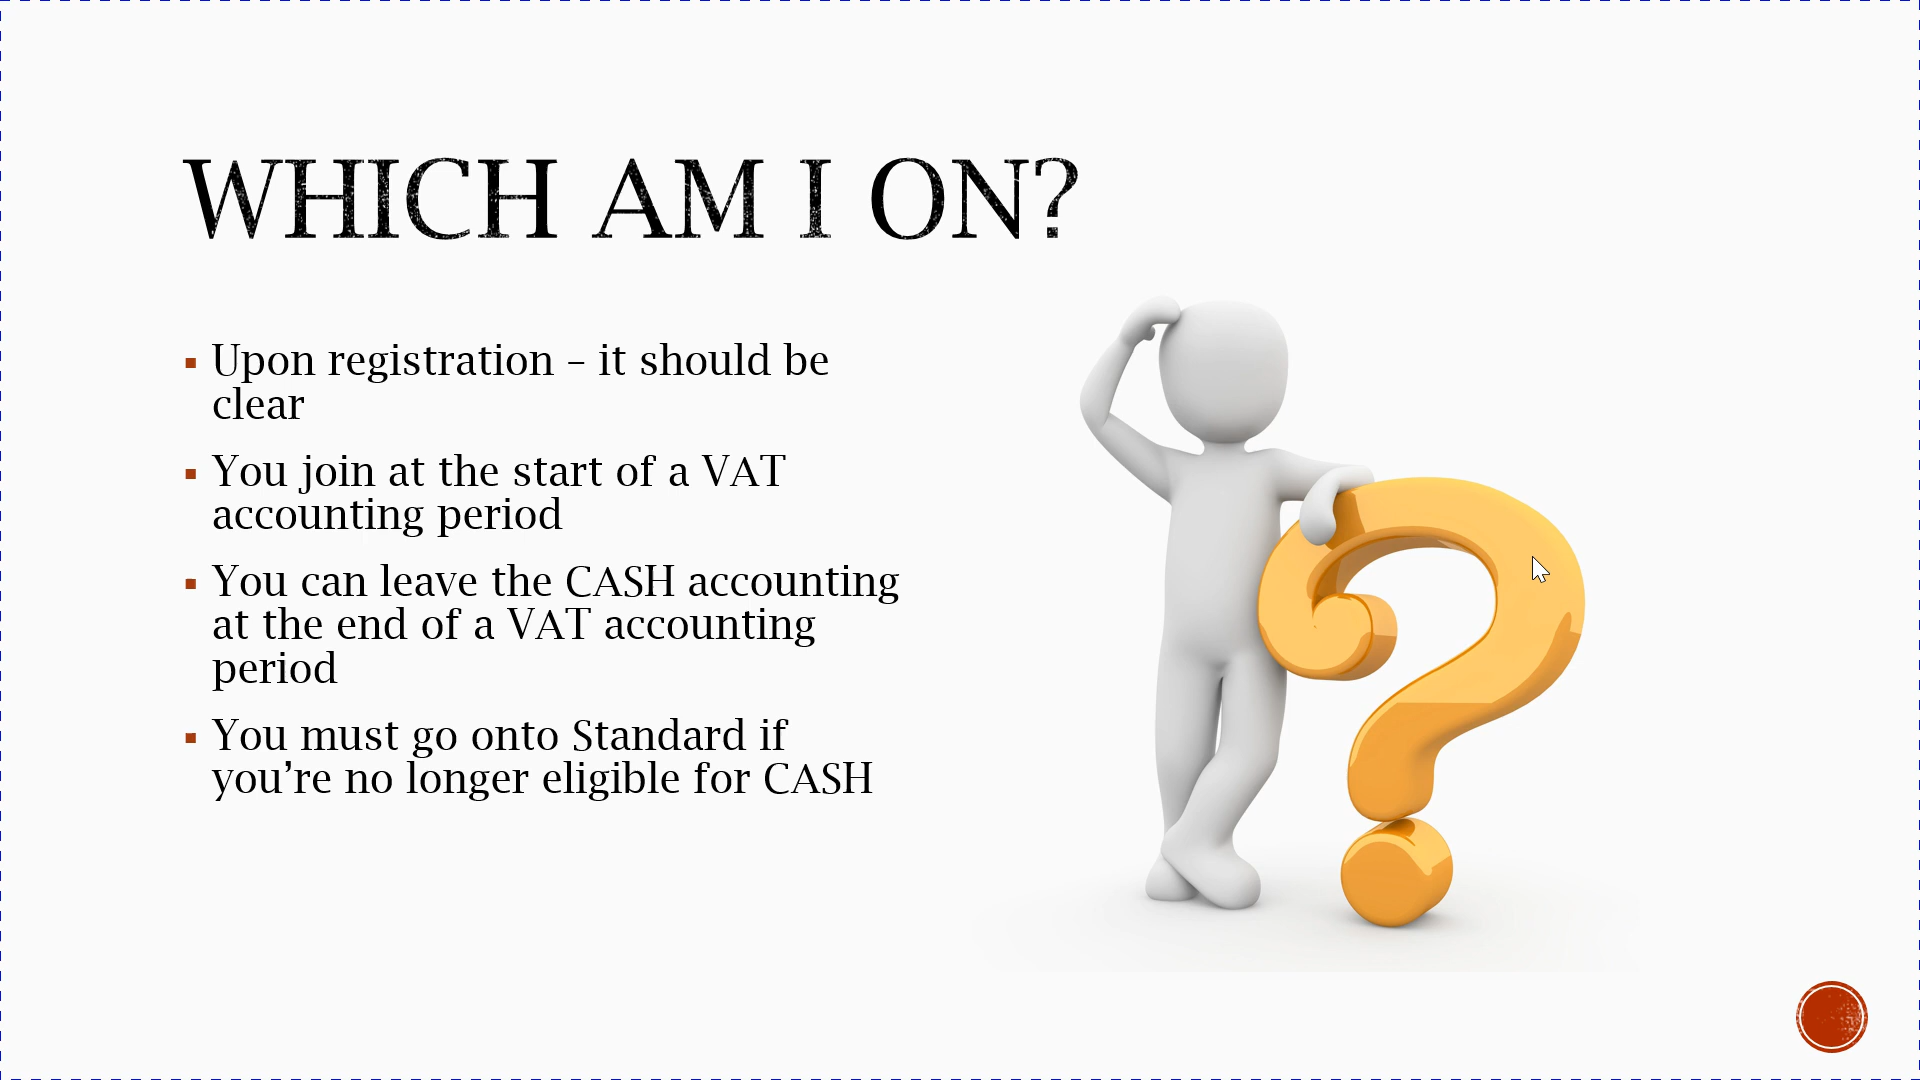 WHICH AM I ON?
▪ Upon registration – it should be
clear
▪ You join at the start of a VAT
accounting period
▪ You can leave the CASH accounting
at the end of a VAT accounting
period
▪ You must go onto Standard if
you’re no longer eligible for CASH